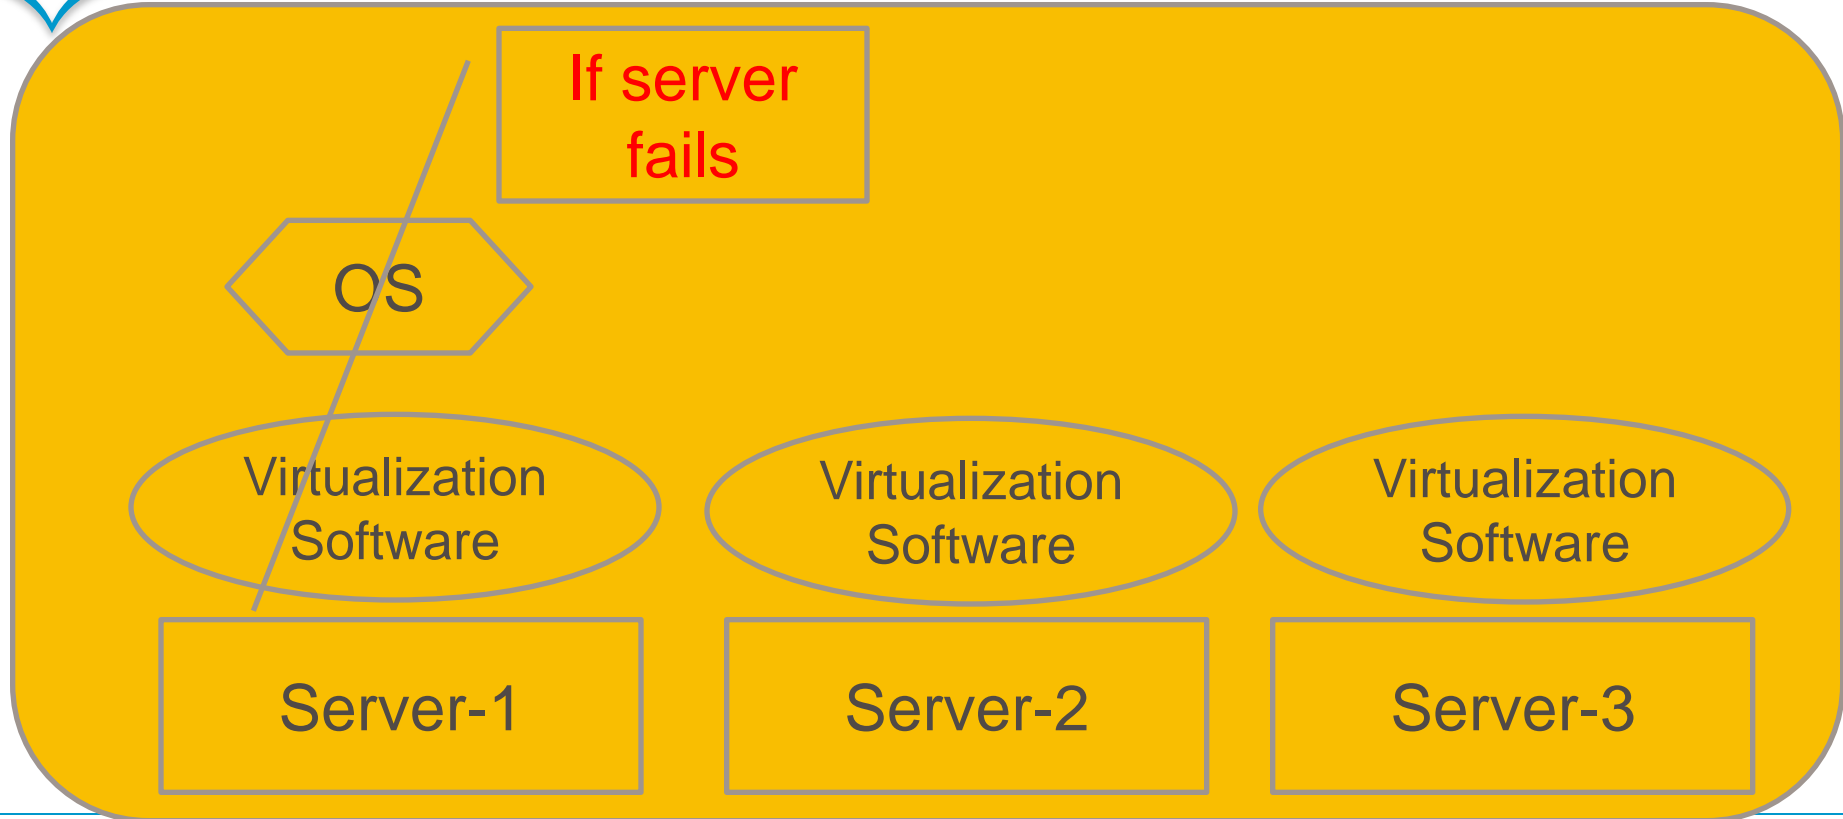 If server
fails
OS
Virtualization
Software
Virtualization
Software
Virtualization
Software
Server-1
Server-2
Server-3